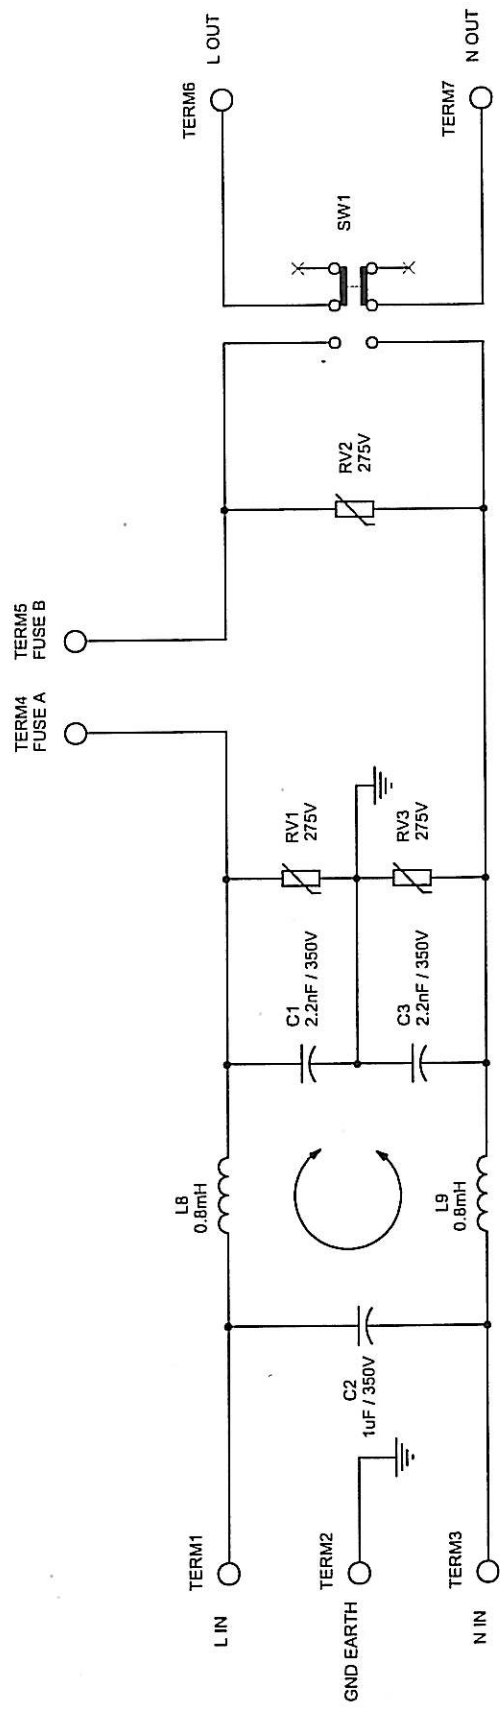 TERM1
L IN
TERM2
GND EARTH
TERM3
N IN
C2
1uF / 350V
L8
0.8mH
L9
0.8mH
C1
2.2nF / 350V
C3
2.2nF / 350V
RV1
275V
RV3
275V
TERM4
FUSE A
TERM5
FUSE B
RV2
275V
SW1
TERM6
L OUT
TERM7
N OUT